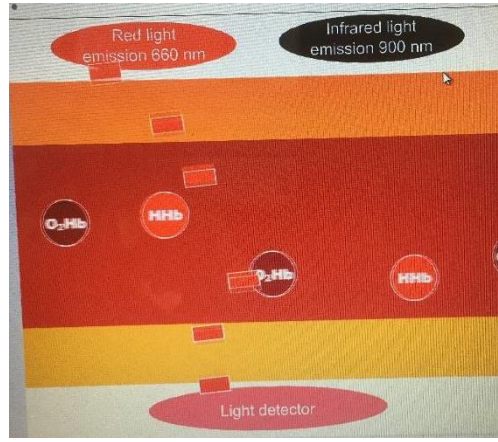 Red light
emission 660 nm
Infrared light
emission 900 nm
O₂Hb
HHb
O₂Hb
HHb
Light detector